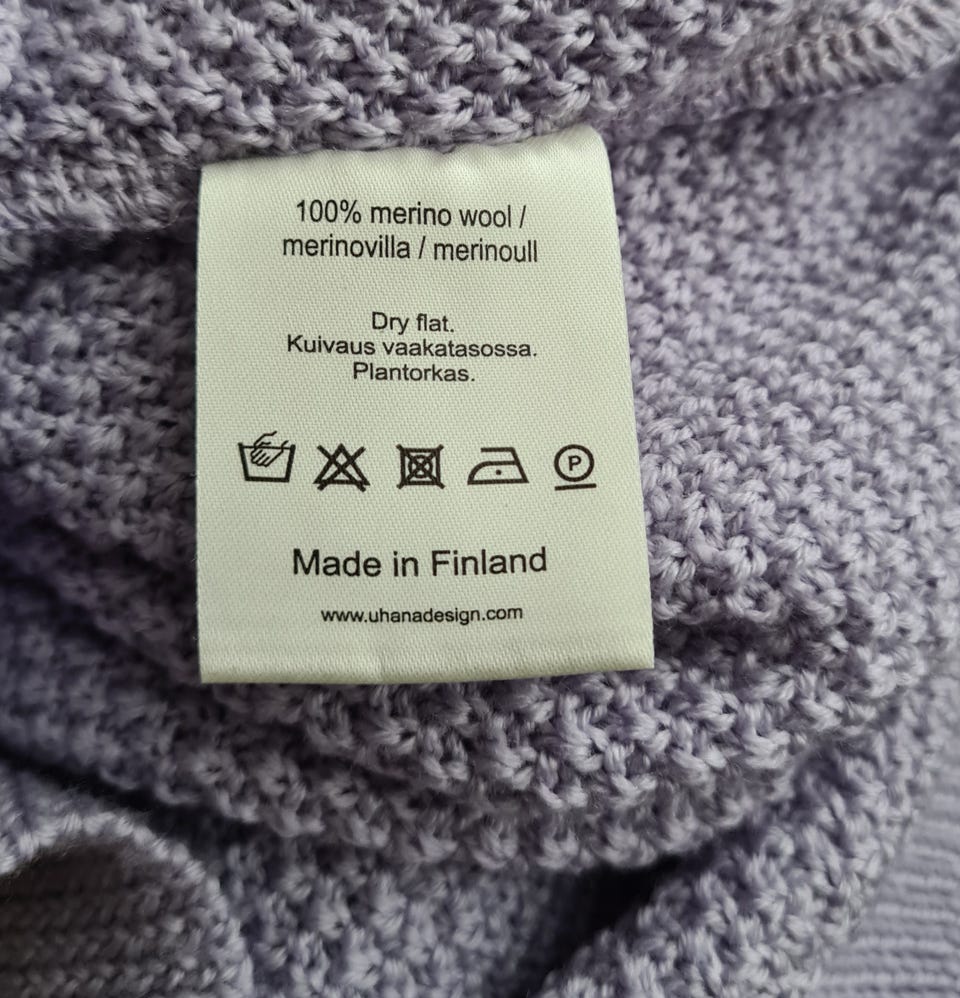 100% merino wool /
merinovilla / merinoull
Dry flat.
Kuivaus vaakatasossa.
Plantorkas.
P
Made in Finland
www.uhanadesign.com